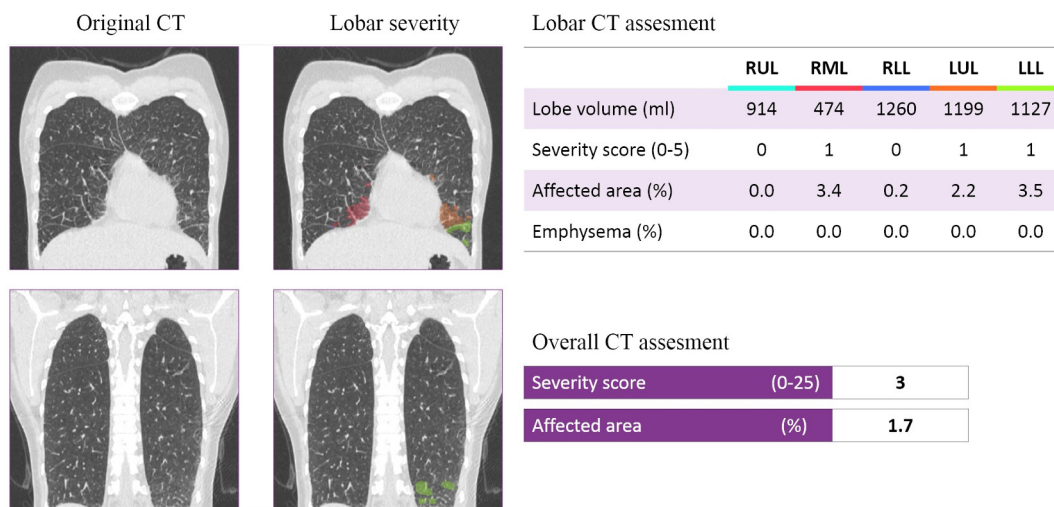 Original CT
Lobar severity
Lobar CT assesment
RUL RML RLL LUL LLL
Lobe volume (ml) 914 474 1260 1199 1127
Severity score (0-5) 0 1 0 1 1
Affected area (%) 0.0 3.4 0.2 2.2 3.5
Emphysema (%) 0.0 0.0 0.0 0.0 0.0
Overall CT assesment
Severity score (0-25) 3
Affected area (%) 1.7